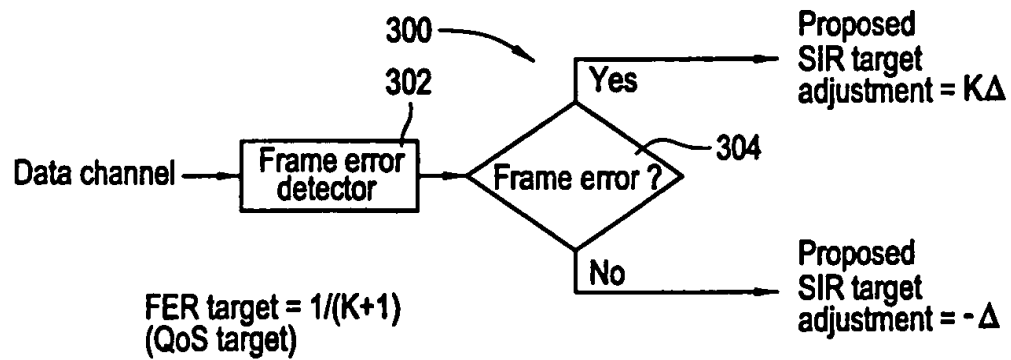 300
Proposed
SIR target
adjustment = KΔ
Yes
302
304
Data channel
Frame error
detector
Frame error ?
No
Proposed
SIR target
adjustment = - Δ
FER target = 1/(K+1)
(QoS target)